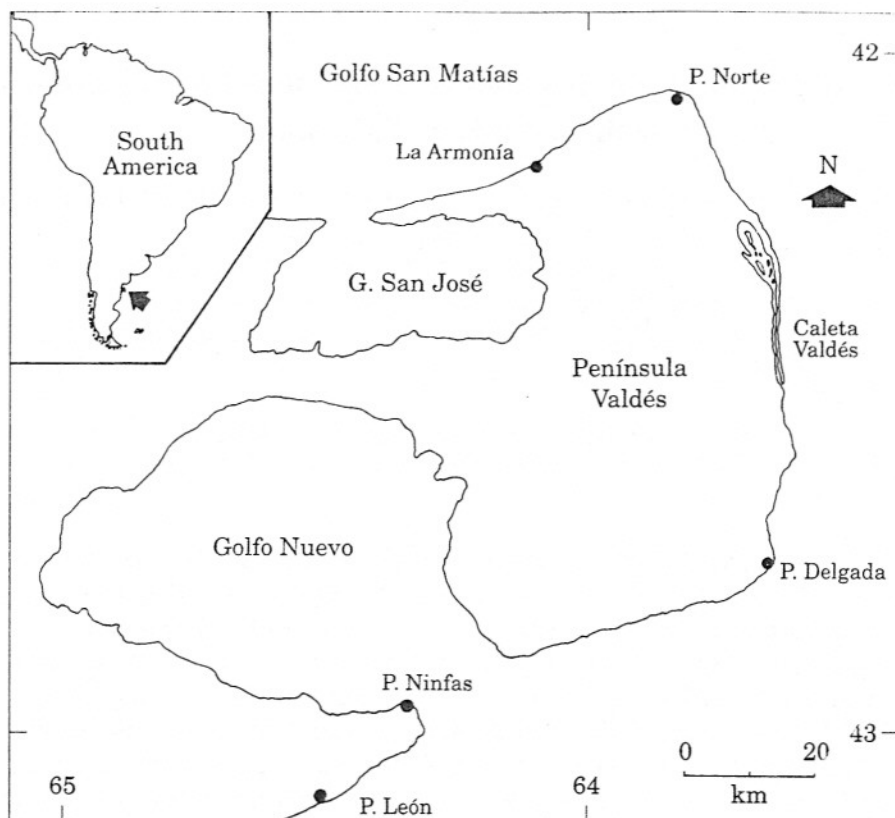 42
Golfo San Matías
P. Norte
South
America
La Armonía
N
G. San José
Caleta
Valdés
Península
Valdés
Golfo Nuevo
P. Delgada
P. Ninfas
0 20
43
65
64
km
P. León